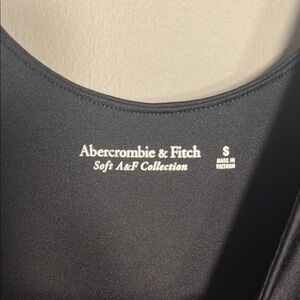 Abercrombie & Fitch
Soft A&F Collection
S
MADE IN
VIETNAM